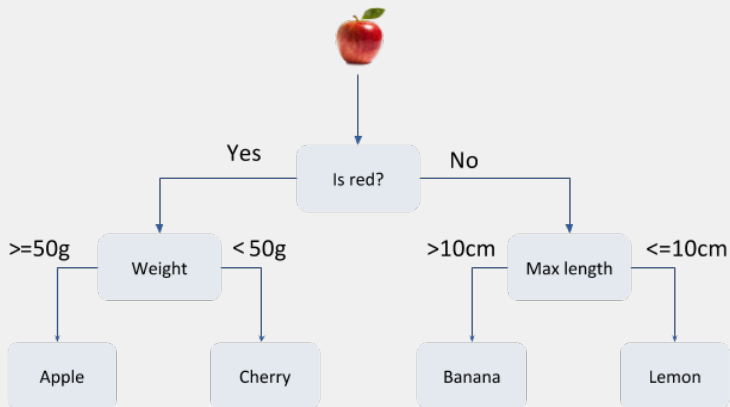 Is red?
Yes
No
Weight
>=50g
< 50g
Max length
>10cm
<=10cm
Apple
Cherry
Banana
Lemon